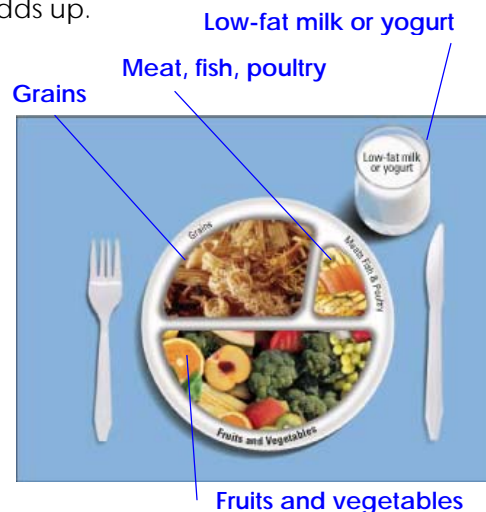 dds up.
Low-fat milk or yogurt
Meat, fish, poultry
Grains
Low-fat milk
or yogurt
Grains
Meats Fish & Poultry
Fruits and Vegetables
Fruits and vegetables